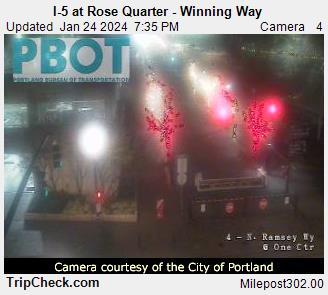 I-5 at Rose Quarter - Winning Way
Updated Jan 24 2024 7:35 PM Camera 4
PBOT
PORTLAND BUREAU OF TRANSPORTATION
4 - N. Ramsey Wy
@ One Ctr
Camera courtesy of the City of Portland
TripCheck.com Milepost302.00